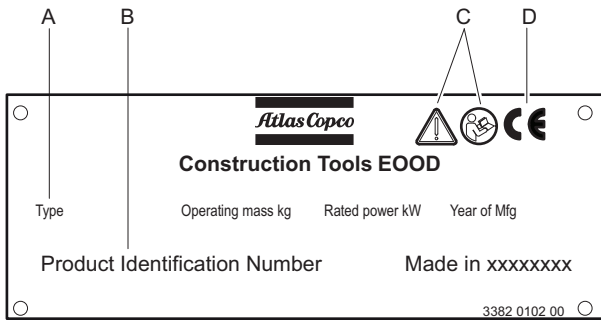 A B C D
Atlas Copco
Construction Tools EOOD
Type Operating mass kg Rated power kW Year of Mfg
Product Identification Number Made in xxxxxxxx
3382 0102 00